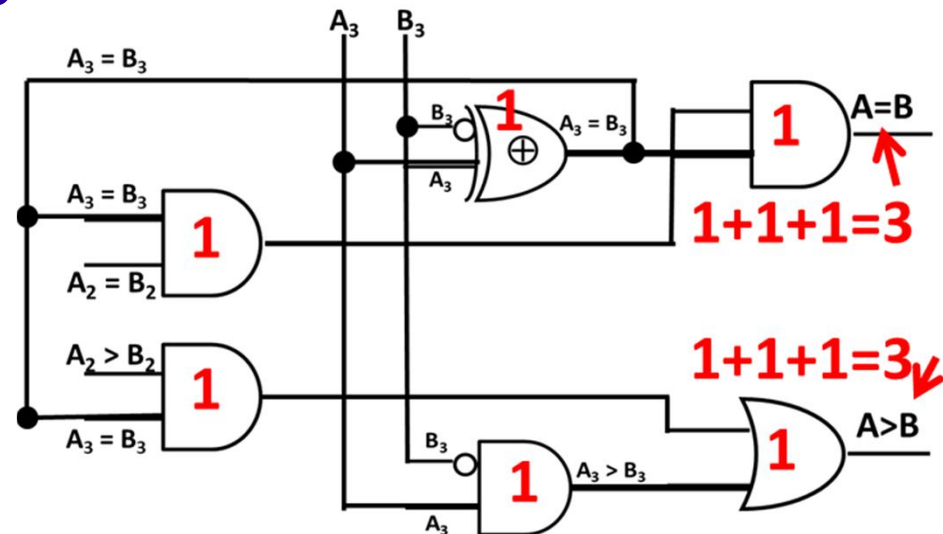 A₃ B₃
A₃ = B₃
B₃ 1 A₃ = B₃ 1 A=B
⊕
A₃
A₃ = B₃
1 1+1+1=3
A₂ = B₂
A₂ > B₂ 1+1+1=3
1
A₃ = B₃ B₃ A>B
1 A₃ > B₃ 1
A₃